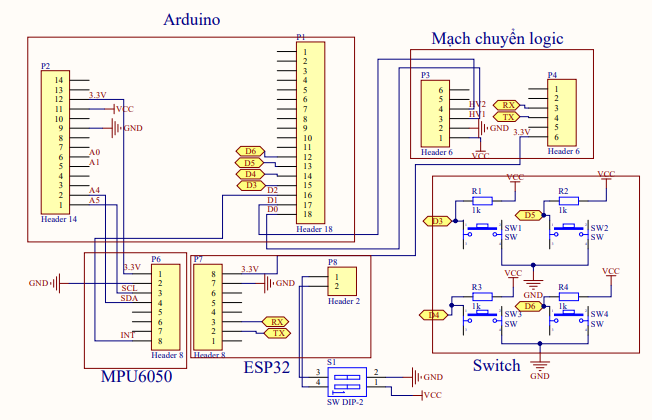 Arduino
Mạch chuyển logic
P1
1
2
3
4
5
6
7
8
9
10
11
12
13
14
15
16
17
18
D6
D5
D4
D3
D2
D1
D0
Header 18
P2
14
13
12
11
10
9
8
7
6
5
4
3
2
1
3.3V
VCC
GND
A0
A1
A4
A5
Header 14
P3
6
5
4
3
2
1
HV2
HV1
GND
VCC
Header 6
P4
1
2
3
4
5
6
RX
TX
3.3V
Header 6
P6
1
2
3
4
5
6
7
8
3.3V
GND
SCL
SDA
INT
Header 8
MPU6050
P7
8
7
6
5
4
3
2
1
3.3V
GND
RX
TX
Header 8
ESP32
P8
1
2
Header 2
S1
3
4
2
1
GND
VCC
SW DIP-2
VCC
R1
1k
D3
SW1
SW
VCC
R2
1k
D5
SW2
SW
GND
VCC
R3
1k
D4
SW3
SW
VCC
R4
1k
D6
SW4
SW
GND
Switch